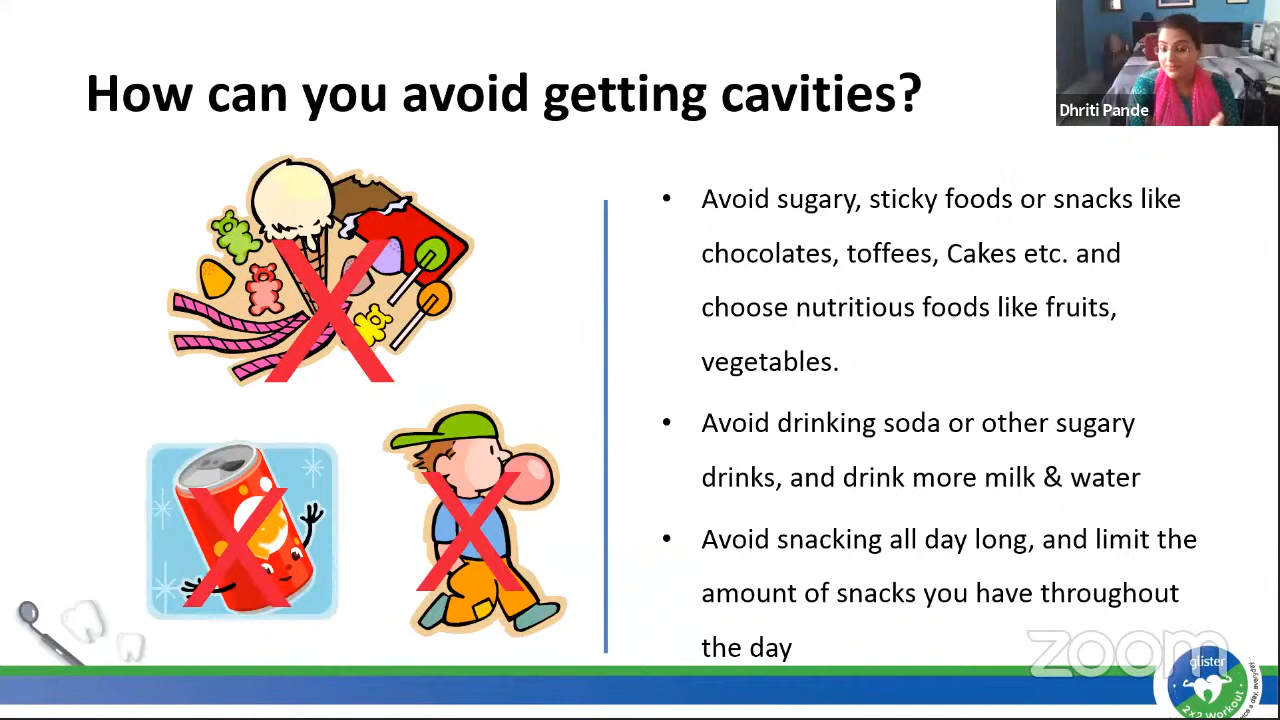 How can you avoid getting cavities?
Dhriti Pande
• Avoid sugary, sticky foods or snacks like
chocolates, toffees, Cakes etc. and
choose nutritious foods like fruits,
vegetables.
• Avoid drinking soda or other sugary
drinks, and drink more milk & water
• Avoid snacking all day long, and limit the
amount of snacks you have throughout
the day
zoom
glister
2x2 workout